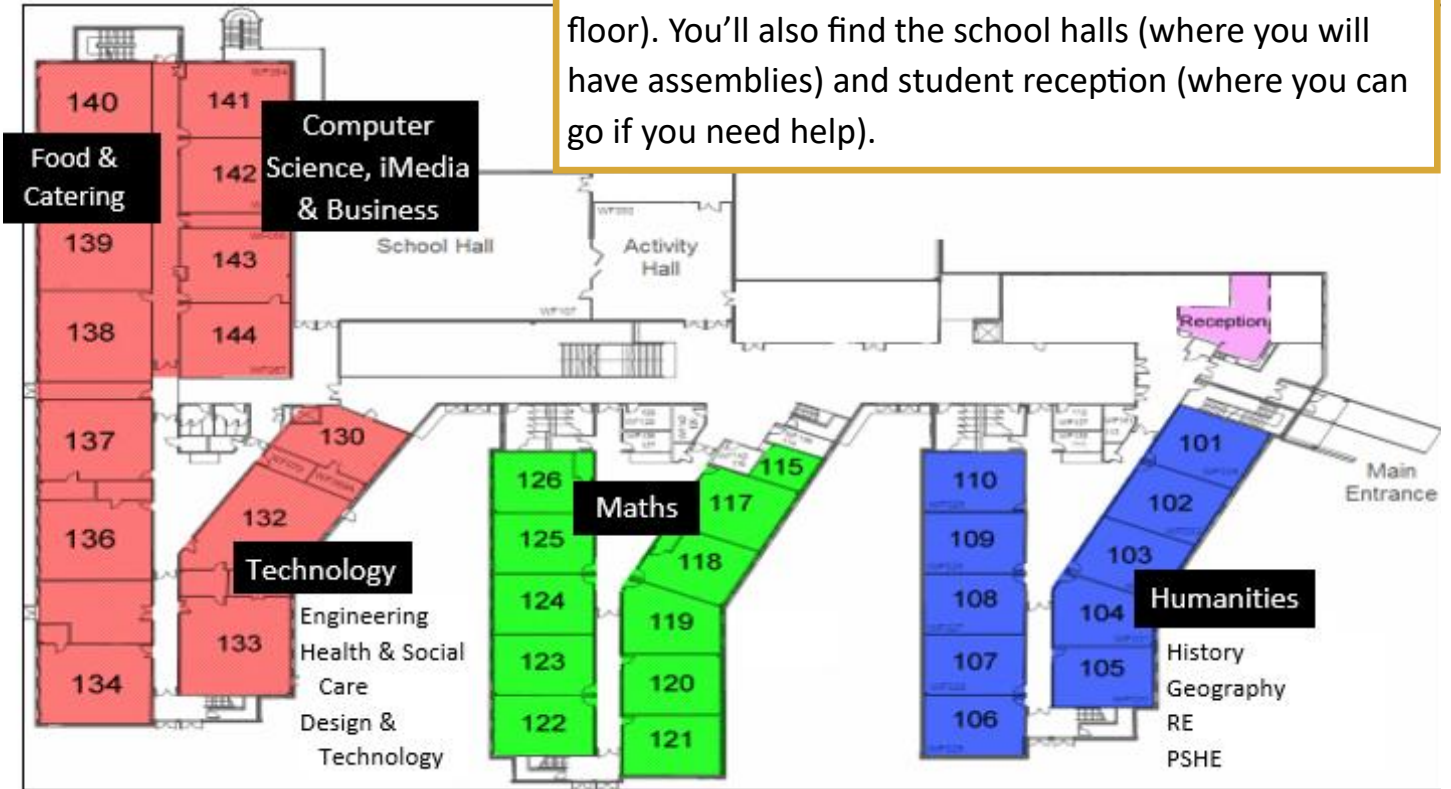 floor). You’ll also find the school halls (where you will
have assemblies) and student reception (where you can
go if you need help).
140
141
Computer
Science, iMedia
& Business
Food &
Catering
142
139
143
School Hall
Activity
Hall
138
144
Reception
137
130
101
Main
Entrance
126
115
110
102
Maths
117
136
132
125
109
103
118
Technology
124
108
104
Humanities
Engineering
Health & Social
Care
Design &
Technology
133
119
134
123
120
107
105
History
Geography
RE
PSHE
122
121
106